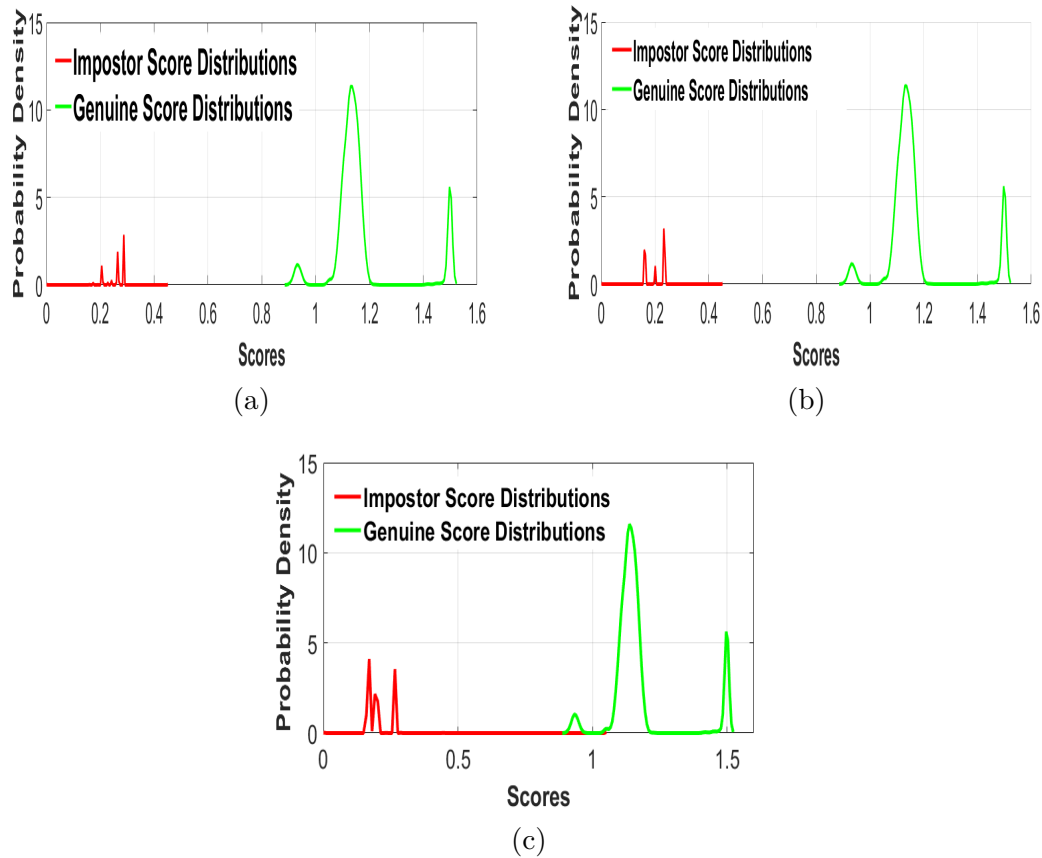 15
10
5
0
Probability Density
Impostor Score Distributions
Genuine Score Distributions
0 0.2 0.4 0.6 0.8 1 1.2 1.4 1.6
Scores
(a)
15
10
5
0
Probability Density
Impostor Score Distributions
Genuine Score Distributions
0 0.2 0.4 0.6 0.8 1 1.2 1.4 1.6
Scores
(b)
15
10
5
0
Probability Density
Impostor Score Distributions
Genuine Score Distributions
0 0.5 1 1.5
Scores
(c)